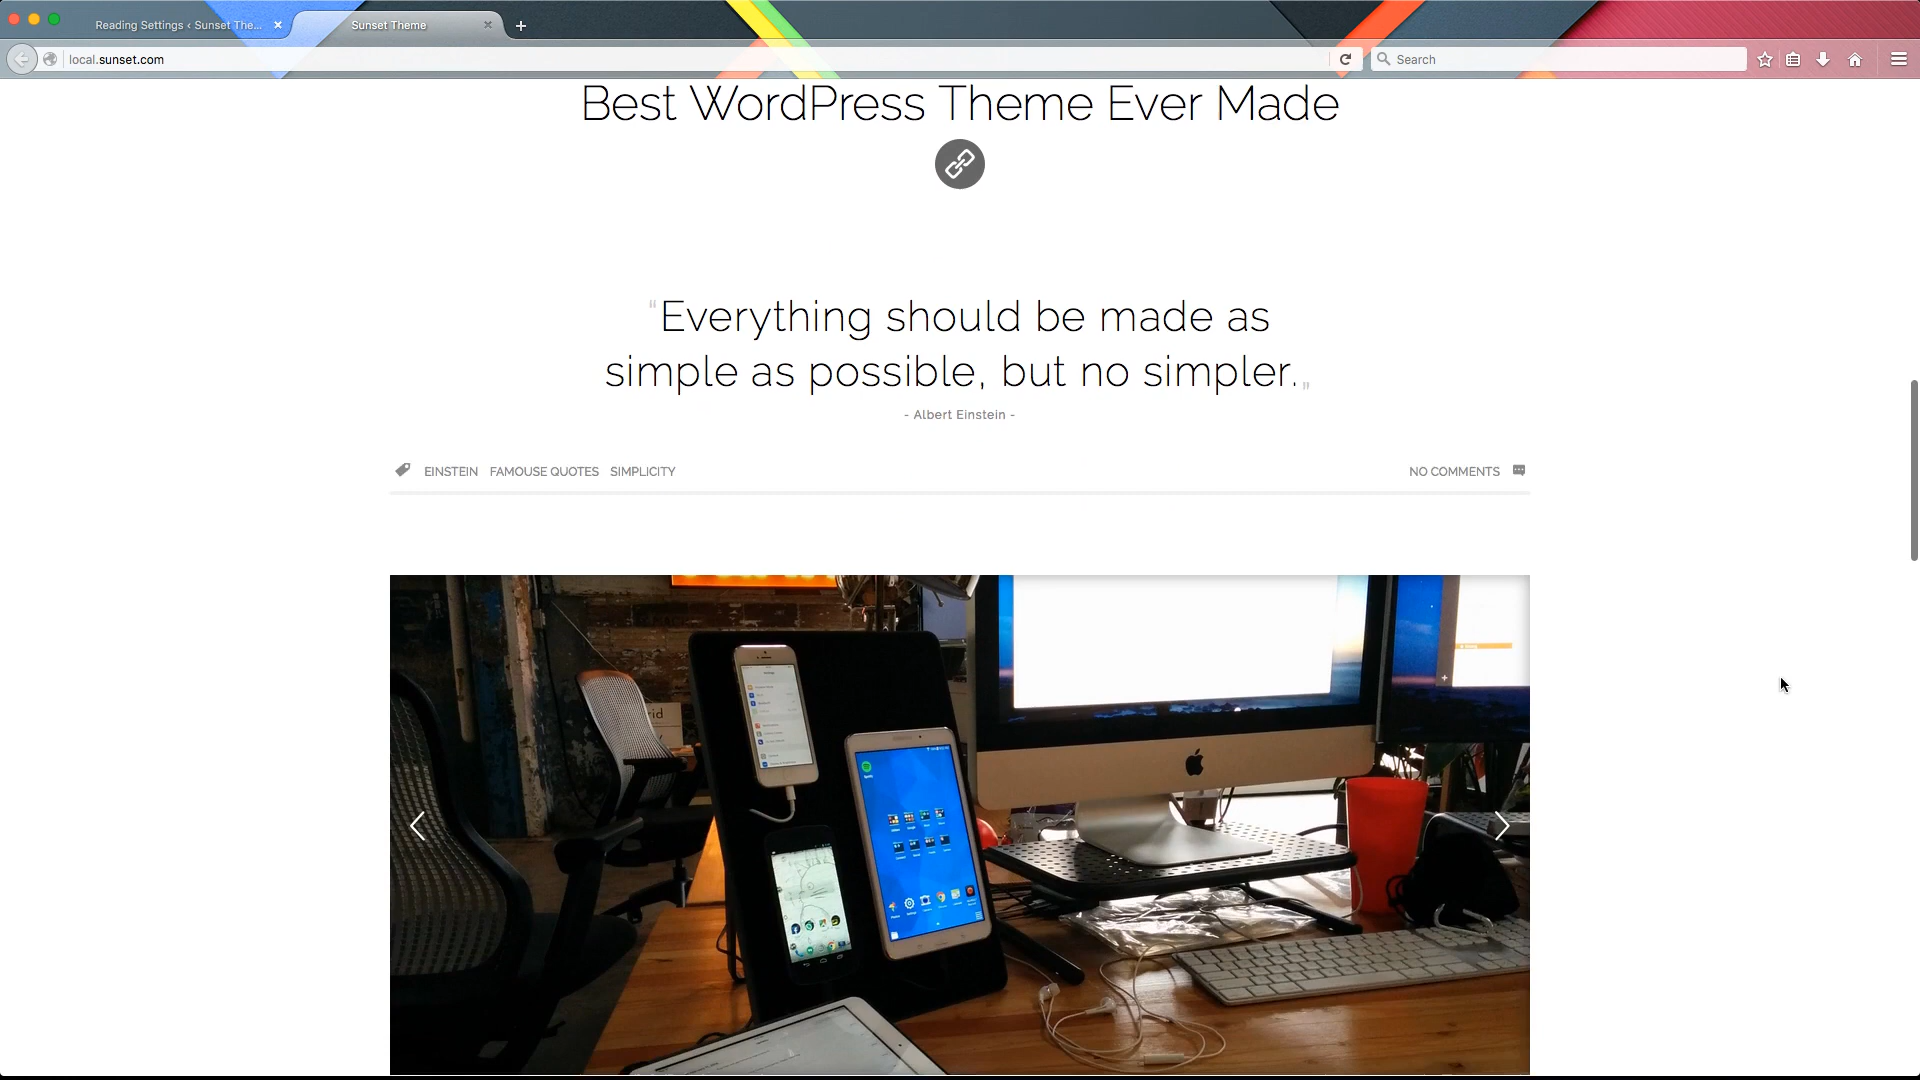 Reading Settings ‹ Sunset The...
Sunset Theme
local.sunset.com
Search
Best WordPress Theme Ever Made
“Everything should be made as
simple as possible, but no simpler.„
- Albert Einstein -
EINSTEIN FAMOUSE QUOTES SIMPLICITY
NO COMMENTS